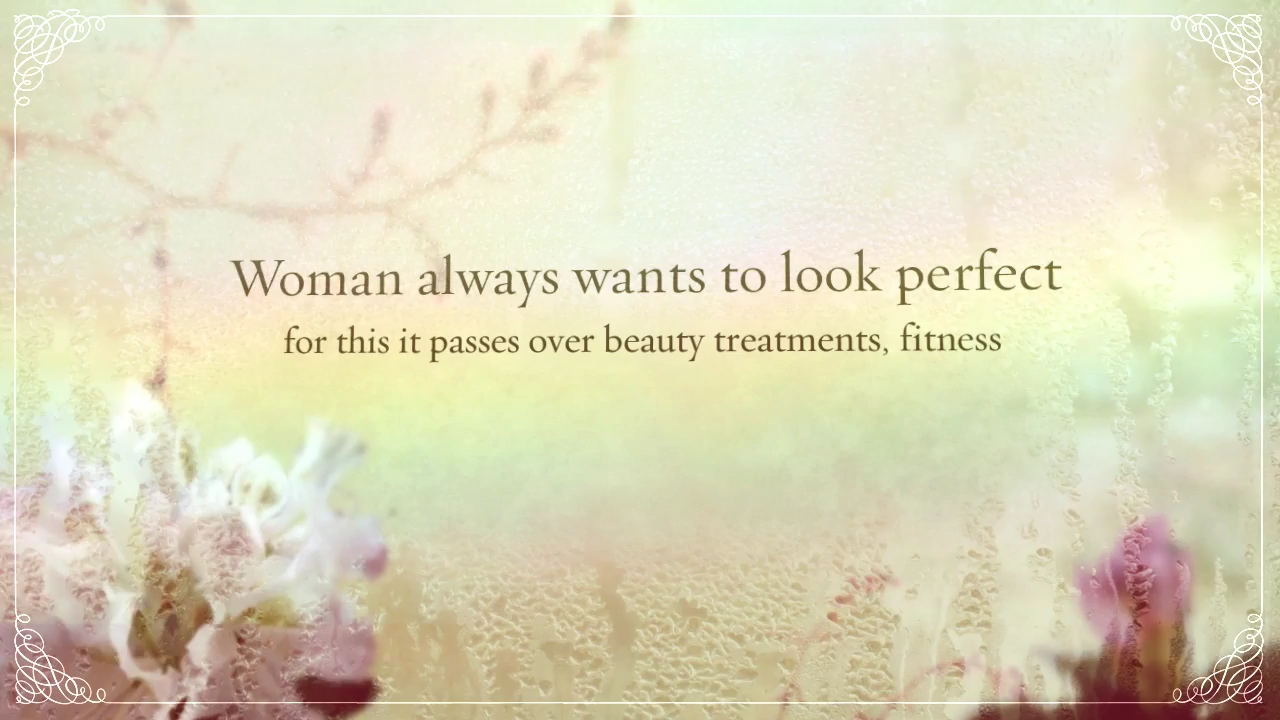 Woman always wants to look perfect
for this it passes over beauty treatments, fitness